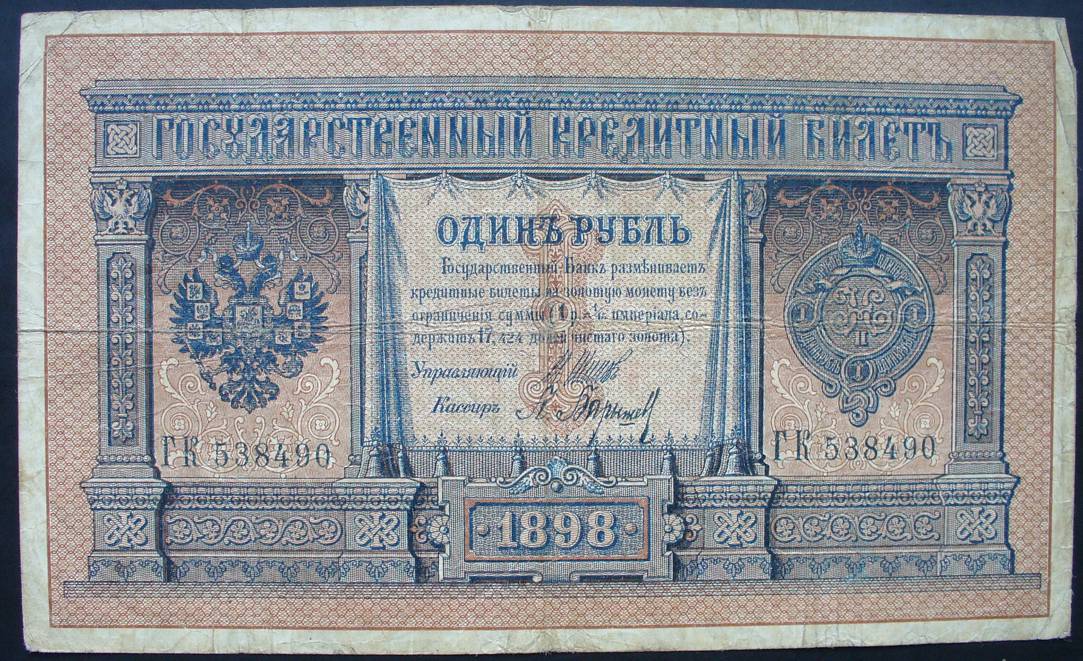 ГОСУДАРСТВЕННЫЙ КРЕДИТНЫЙ БИЛЕТЪ
ОДИНЪ РУБЛЬ
Государственный Банкъ размѣниваетъ
кредитные билеты на золотую монету безъ
ограниченія суммы (1 р. = 1/15 имперіала, со-
держитъ 17,424 долей чистаго золота).
Управляющій
Кассиръ
ГК 538490
ГК 538490
1898